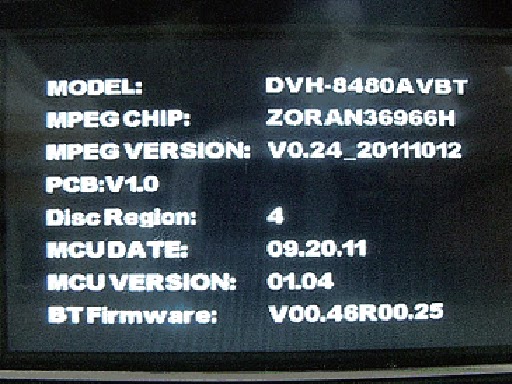 MODEL: DVH-8480AVBT
MPEG CHIP: ZORAN36966H
MPEG VERSION: V0.24_20111012
PCB:V1.0
Disc Region: 4
MCU DATE: 09.20.11
MCU VERSION: 01.04
BT Firmware: V00.46R00.25